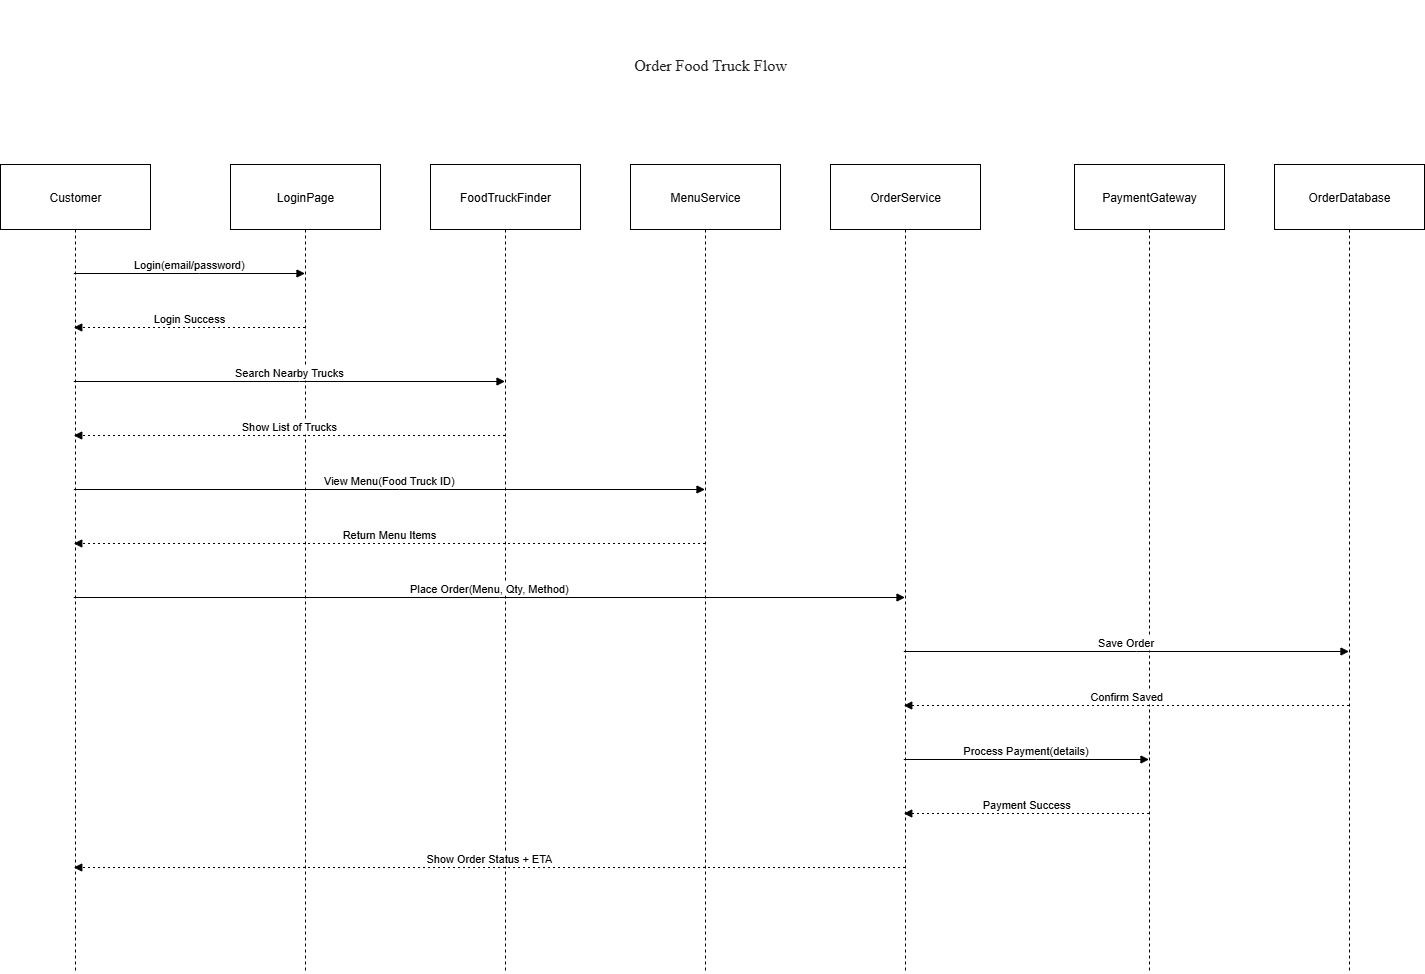 Order Food Truck Flow
Customer
LoginPage
FoodTruckFinder
MenuService
OrderService
PaymentGateway
OrderDatabase
Login(email/password)
Login Success
Search Nearby Trucks
Show List of Trucks
View Menu(Food Truck ID)
Return Menu Items
Place Order(Menu, Qty, Method)
Save Order
Confirm Saved
Process Payment(details)
Payment Success
Show Order Status + ETA